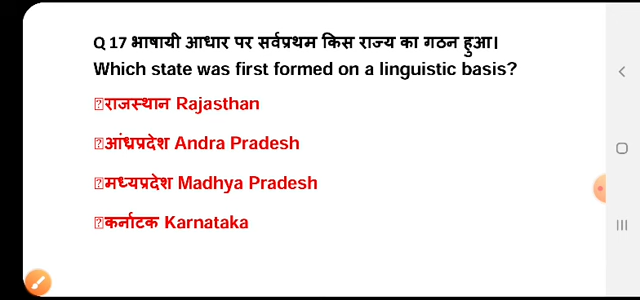 Q 17 भाषायी आधार पर सर्वप्रथम किस राज्य का गठन हुआ।
Which state was first formed on a linguistic basis?
राजस्थान Rajasthan
आंध्रप्रदेश Andra Pradesh
मध्यप्रदेश Madhya Pradesh
कर्नाटक Karnataka